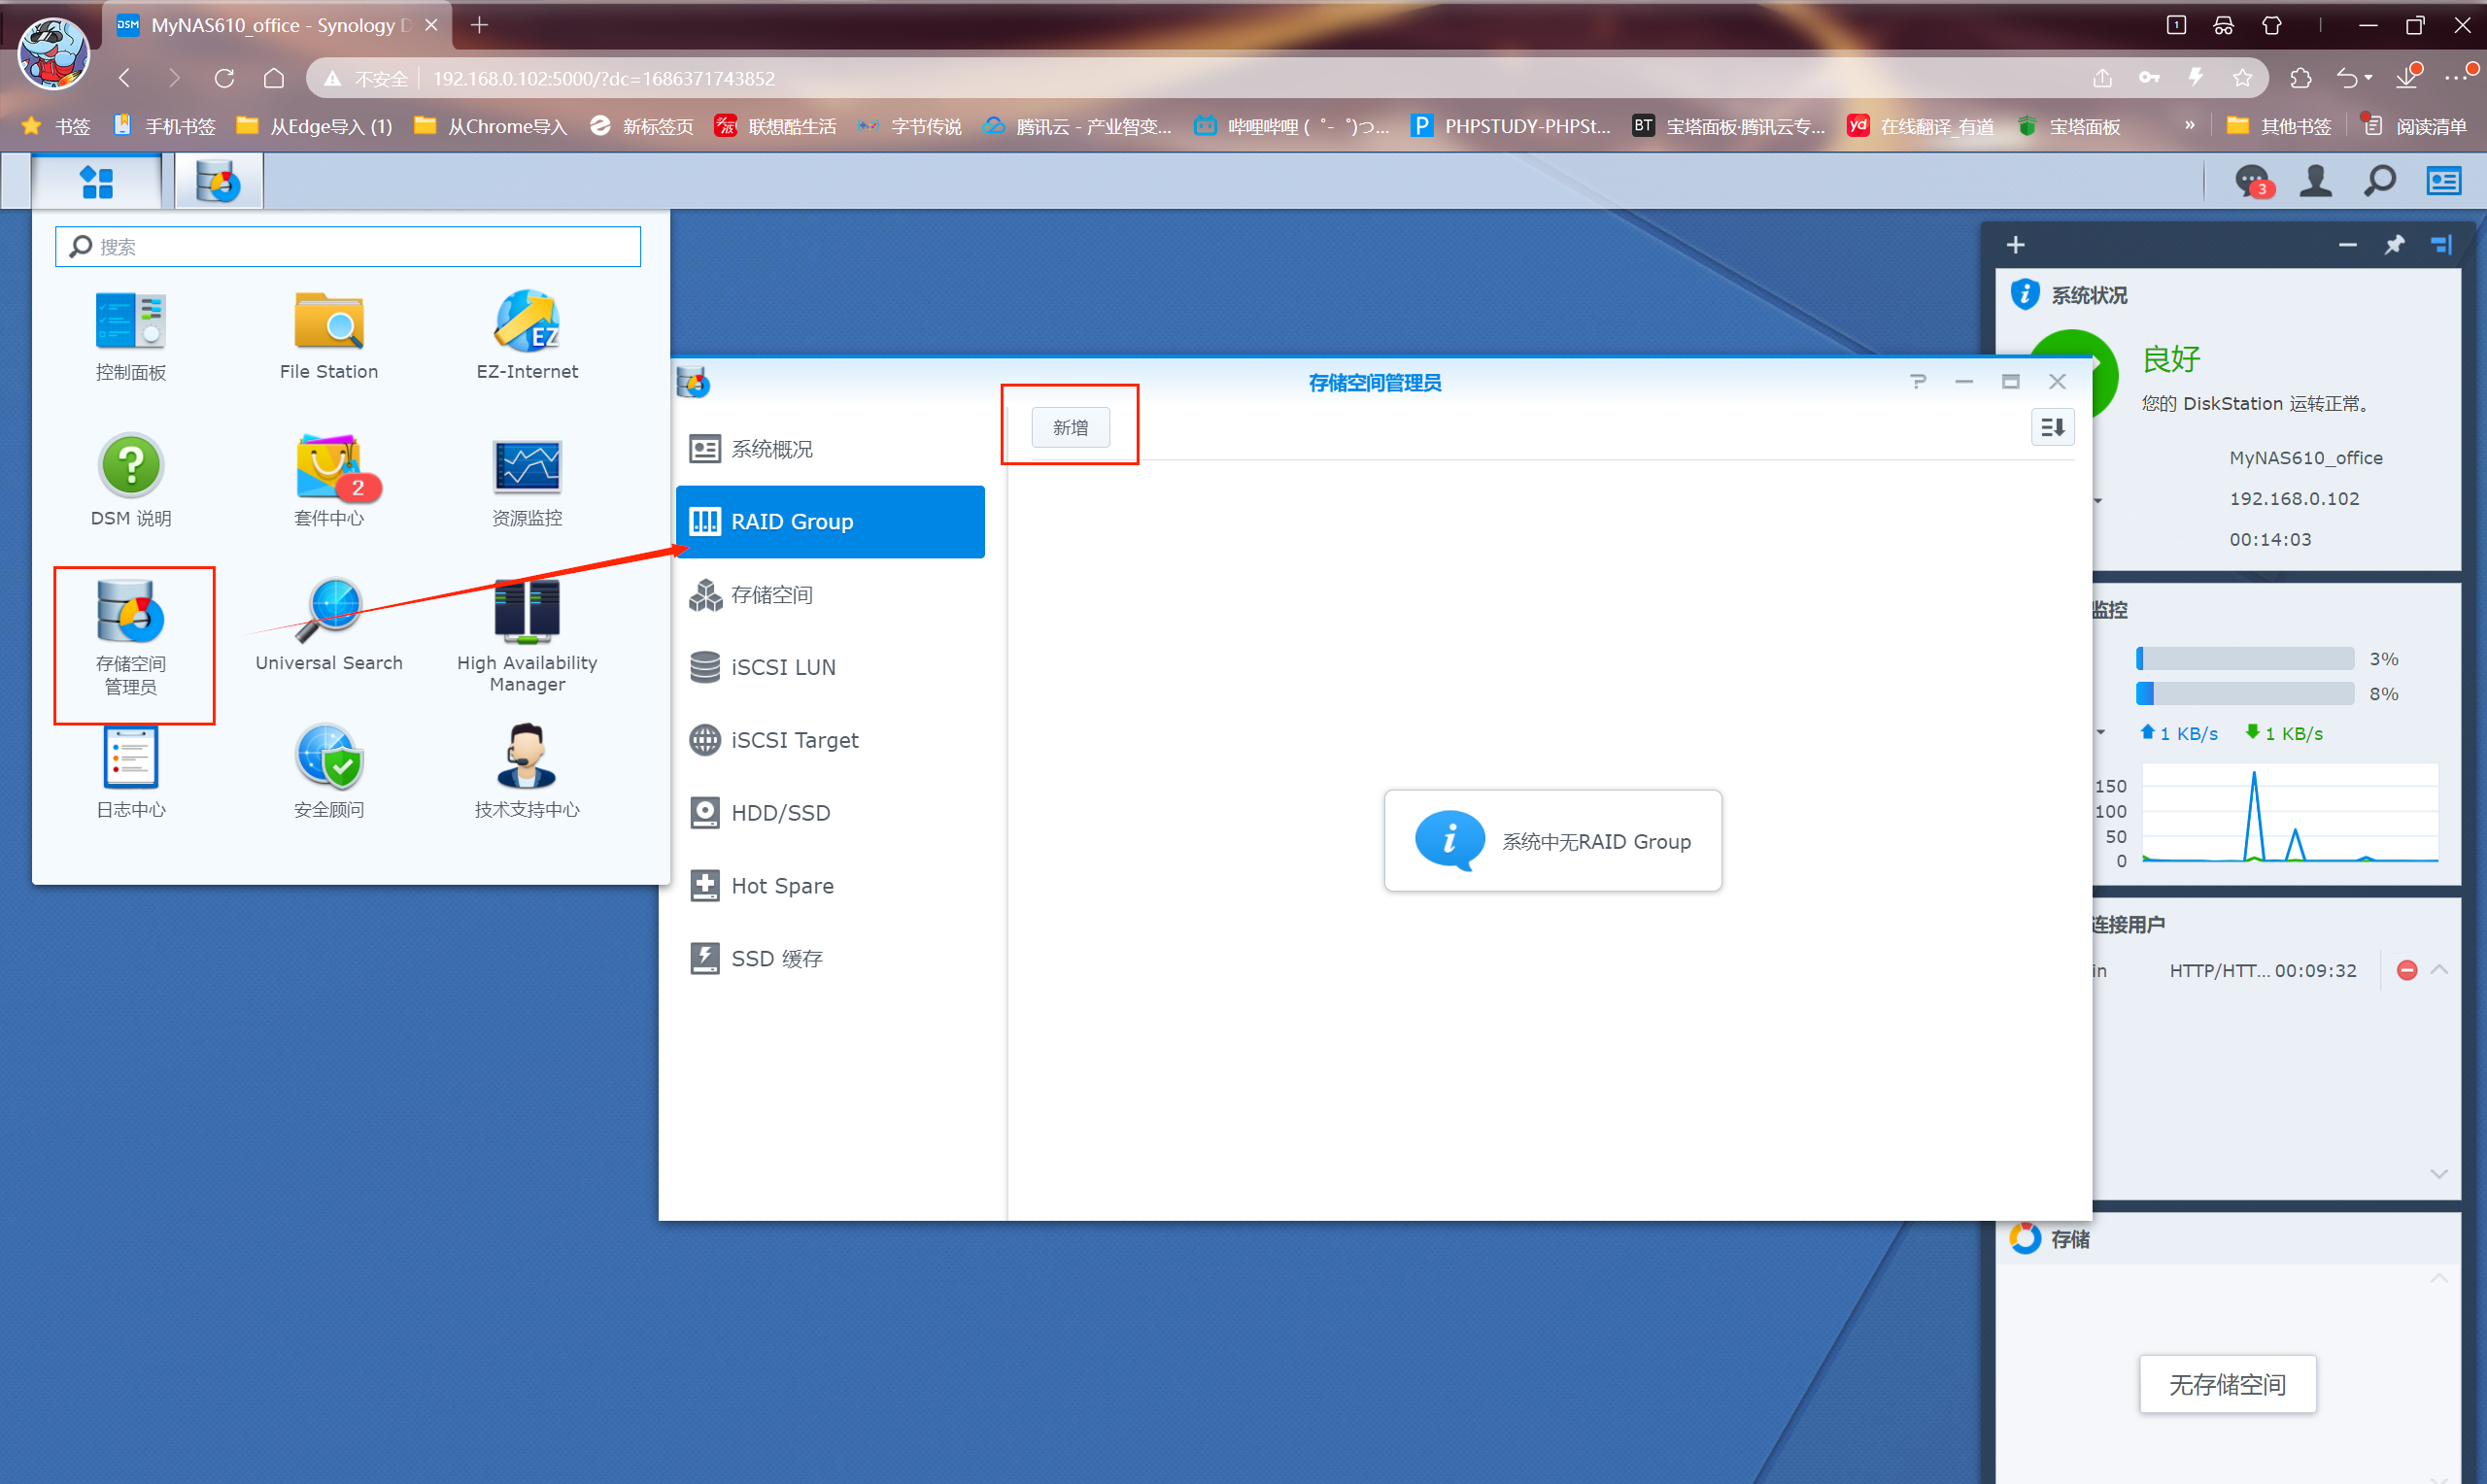 MyNAS610_office - Synology D
不安全
192.168.0.102:5000/?dc=1686371743852
书签
手机书签
从Edge导入 (1)
从Chrome导入
新标签页
联想酷生活
字节传说
腾讯云 - 产业智变...
哔哩哔哩 (゜-゜)つ...
PHPSTUDY-PHPSt...
宝塔面板·腾讯云专...
在线翻译_有道
宝塔面板
其他书签
阅读清单
3
搜索
控制面板
File Station
EZ-Internet
DSM 说明
2
套件中心
资源监控
存储空间
管理员
Universal Search
High Availability
Manager
日志中心
安全顾问
技术支持中心
存储空间管理员
新增
系统概况
RAID Group
存储空间
iSCSI LUN
iSCSI Target
HDD/SSD
Hot Spare
SSD 缓存
系统中无RAID Group
系统状况
良好
您的 DiskStation 运转正常。
MyNAS610_office
192.168.0.102
00:14:03
监控
3%
8%
1 KB/s
1 KB/s
150
100
50
0
连接用户
in
HTTP/HTT... 00:09:32
存储
无存储空间